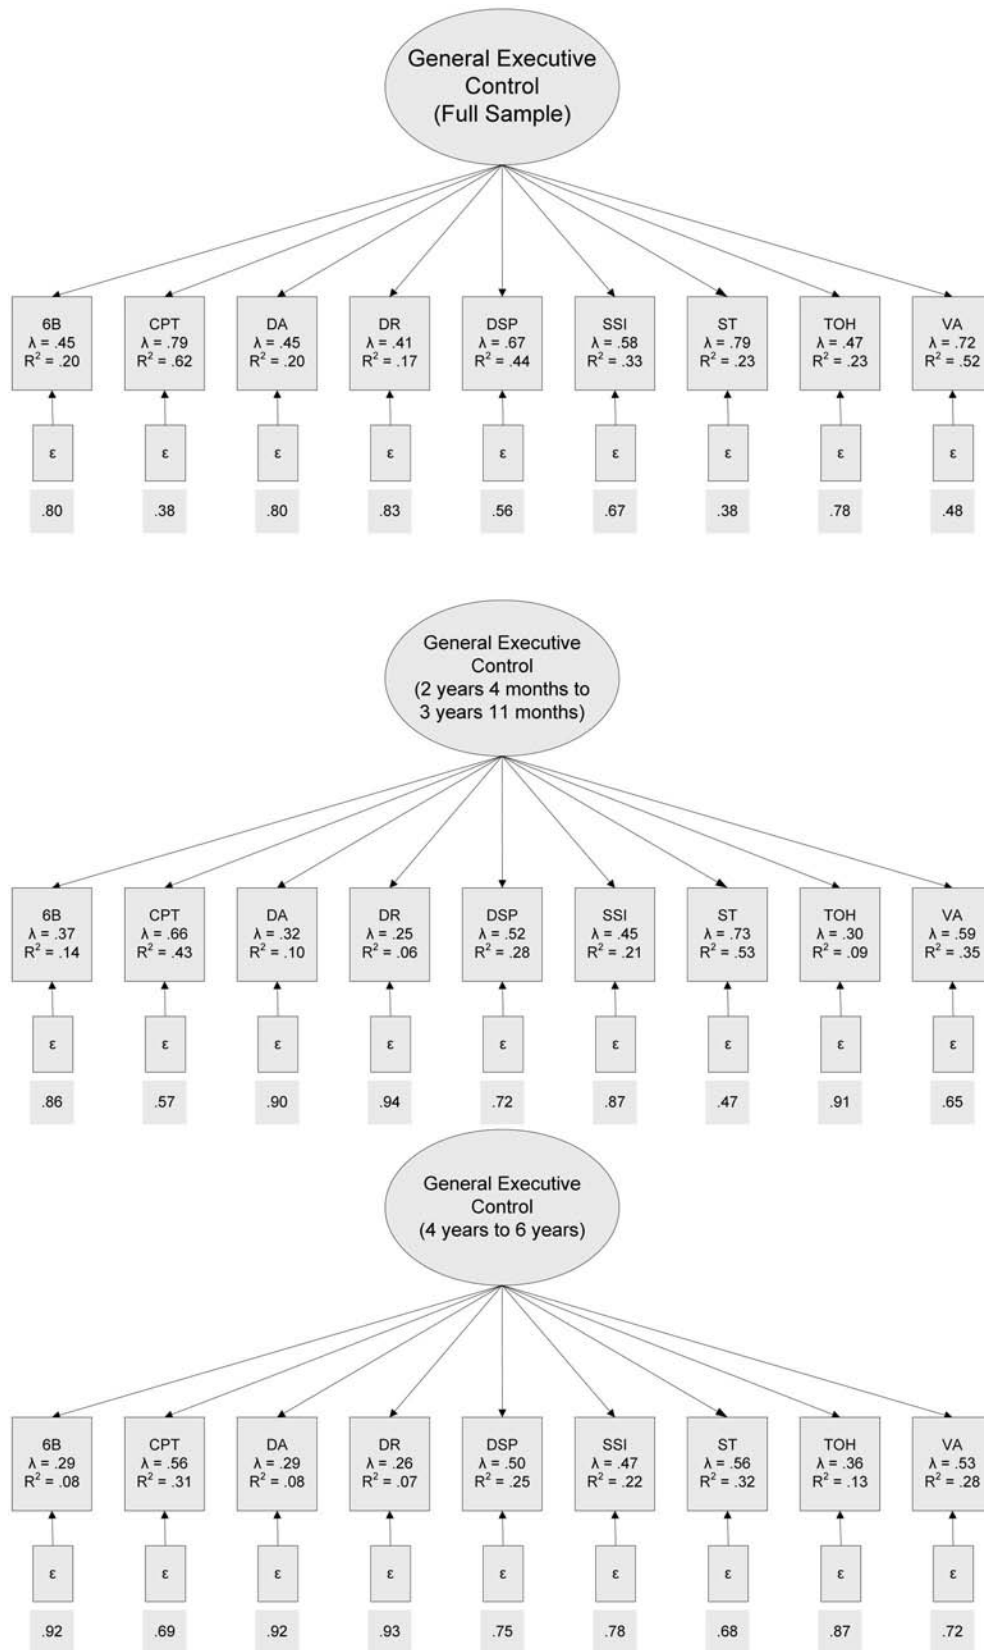 General Executive
Control
(Full Sample)
6B
λ = .45
R² = .20
CPT
λ = .79
R² = .62
DA
λ = .45
R² = .20
DR
λ = .41
R² = .17
DSP
λ = .67
R² = .44
SSI
λ = .58
R² = .33
ST
λ = .79
R² = .23
TOH
λ = .47
R² = .23
VA
λ = .72
R² = .52
ε
ε
ε
ε
ε
ε
ε
ε
ε
.80
.38
.80
.83
.56
.67
.38
.78
.48
General Executive
Control
(2 years 4 months to
3 years 11 months)
6B
λ = .37
R² = .14
CPT
λ = .66
R² = .43
DA
λ = .32
R² = .10
DR
λ = .25
R² = .06
DSP
λ = .52
R² = .28
SSI
λ = .45
R² = .21
ST
λ = .73
R² = .53
TOH
λ = .30
R² = .09
VA
λ = .59
R² = .35
ε
ε
ε
ε
ε
ε
ε
ε
ε
.86
.57
.90
.94
.72
.87
.47
.91
.65
General Executive
Control
(4 years to 6 years)
6B
λ = .29
R² = .08
CPT
λ = .56
R² = .31
DA
λ = .29
R² = .08
DR
λ = .26
R² = .07
DSP
λ = .50
R² = .25
SSI
λ = .47
R² = .22
ST
λ = .56
R² = .32
TOH
λ = .36
R² = .13
VA
λ = .53
R² = .28
ε
ε
ε
ε
ε
ε
ε
ε
ε
.92
.69
.92
.93
.75
.78
.68
.87
.72